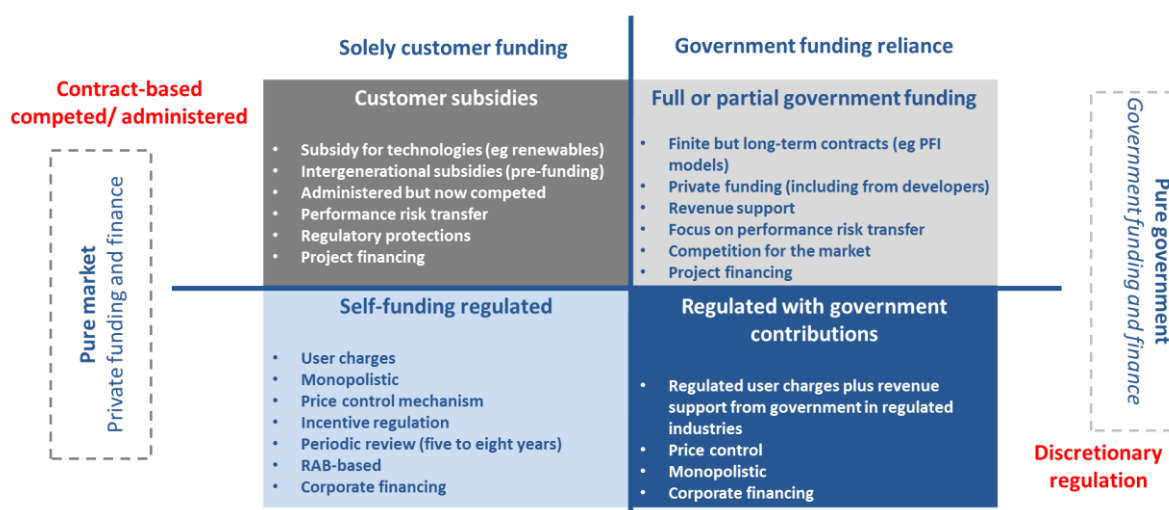 Solely customer funding
Government funding reliance
Contract-based
competed/ administered
Pure market
Private funding and finance
Customer subsidies
• Subsidy for technologies (eg renewables)
• Intergenerational subsidies (pre-funding)
• Administered but now competed
• Performance risk transfer
• Regulatory protections
• Project financing
Full or partial government funding
• Finite but long-term contracts (eg PFI
models)
• Private funding (including from developers)
• Revenue support
• Focus on performance risk transfer
• Competition for the market
• Project financing
Self-funding regulated
• User charges
• Monopolistic
• Price control mechanism
• Incentive regulation
• Periodic review (five to eight years)
• RAB-based
• Corporate financing
Regulated with government
contributions
• Regulated user charges plus revenue
support from government in regulated
industries
• Price control
• Monopolistic
• Corporate financing
Pure government
Government funding and finance
Discretionary
regulation